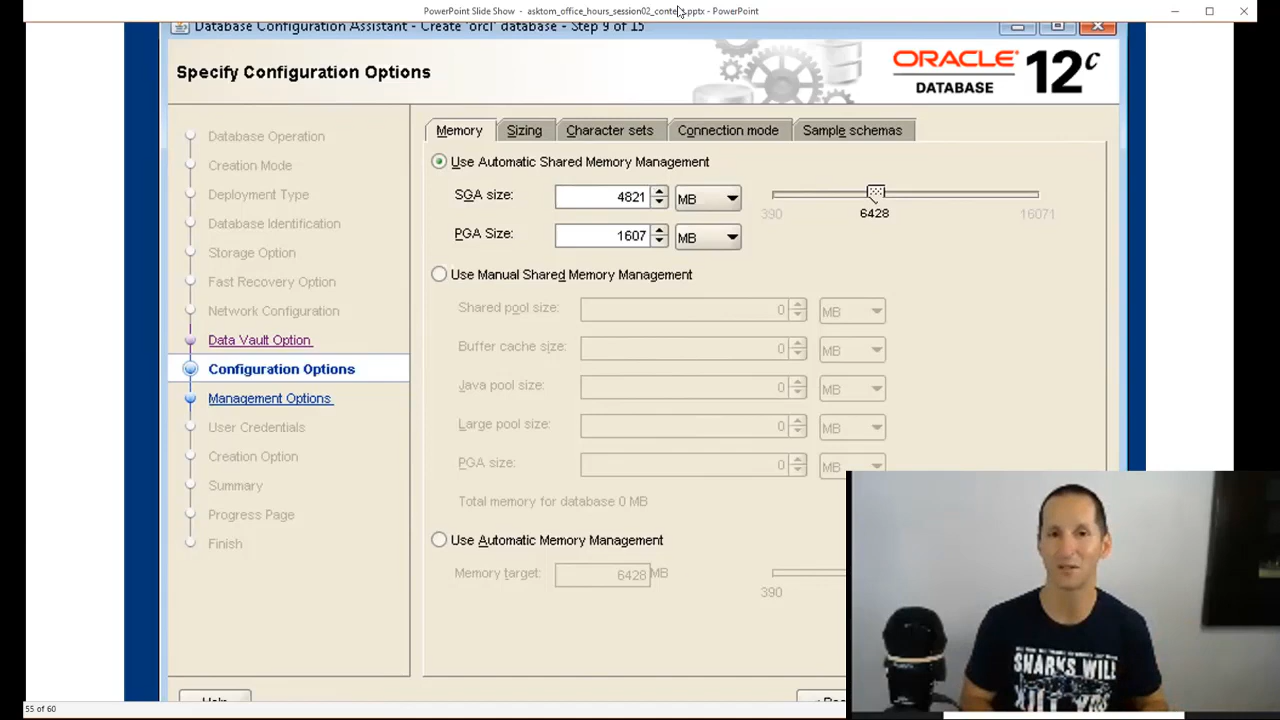 PowerPoint Slide Show - asktom_office_hours_session02_content.pptx - PowerPoint
Database Configuration Assistant - Create 'orcl' database - Step 9 of 15
Specify Configuration Options
ORACLE
DATABASE
12c
Database Operation
Creation Mode
Deployment Type
Database Identification
Storage Option
Fast Recovery Option
Network Configuration
Data Vault Option
Configuration Options
Management Options
User Credentials
Creation Option
Summary
Progress Page
Finish
Memory Sizing Character sets Connection mode Sample schemas
Use Automatic Shared Memory Management
SGA size: 4821 MB
390 6428 16071
PGA Size: 1607 MB
Use Manual Shared Memory Management
Shared pool size: 0 MB
Buffer cache size: 0 MB
Java pool size: 0 MB
Large pool size: 0 MB
PGA size: 0 MB
Total memory for database 0 MB
Use Automatic Memory Management
Memory target: 6428 MB
390
Help
SHARKS WILL
KILL YOU
55 of 60